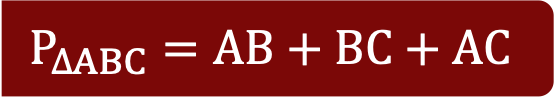 P_ΔABC = AB + BC + AC